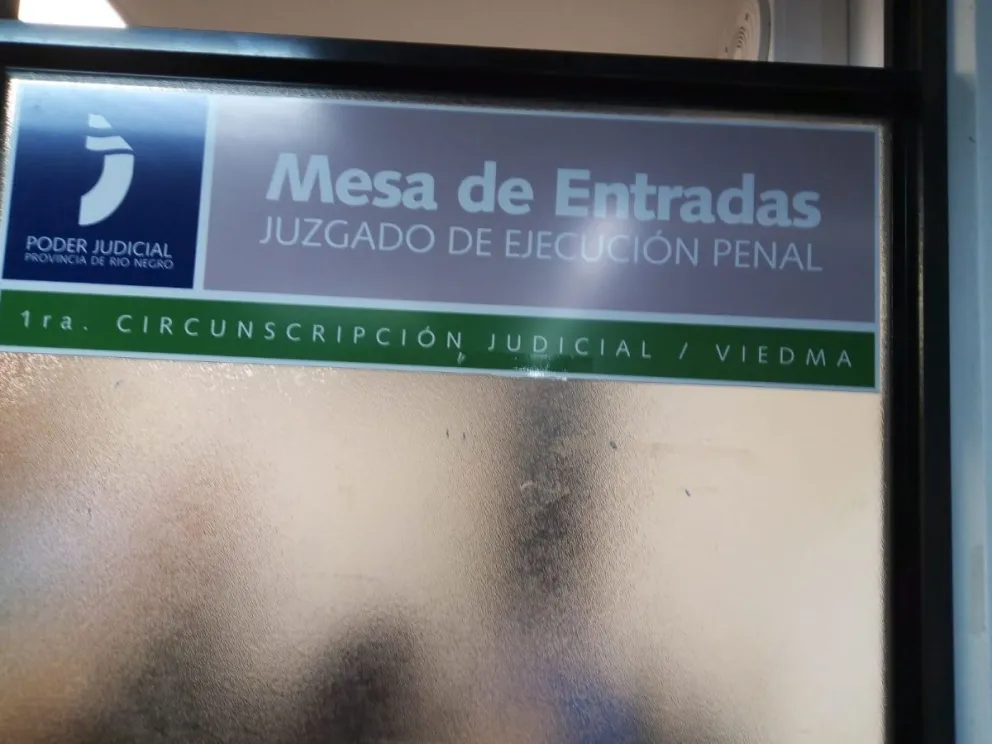 PODER JUDICIAL
PROVINCIA DE RIO NEGRO
Mesa de Entradas
JUZGADO DE EJECUCIÓN PENAL
1ra. CIRCUNSCRIPCIÓN JUDICIAL / VIEDMA